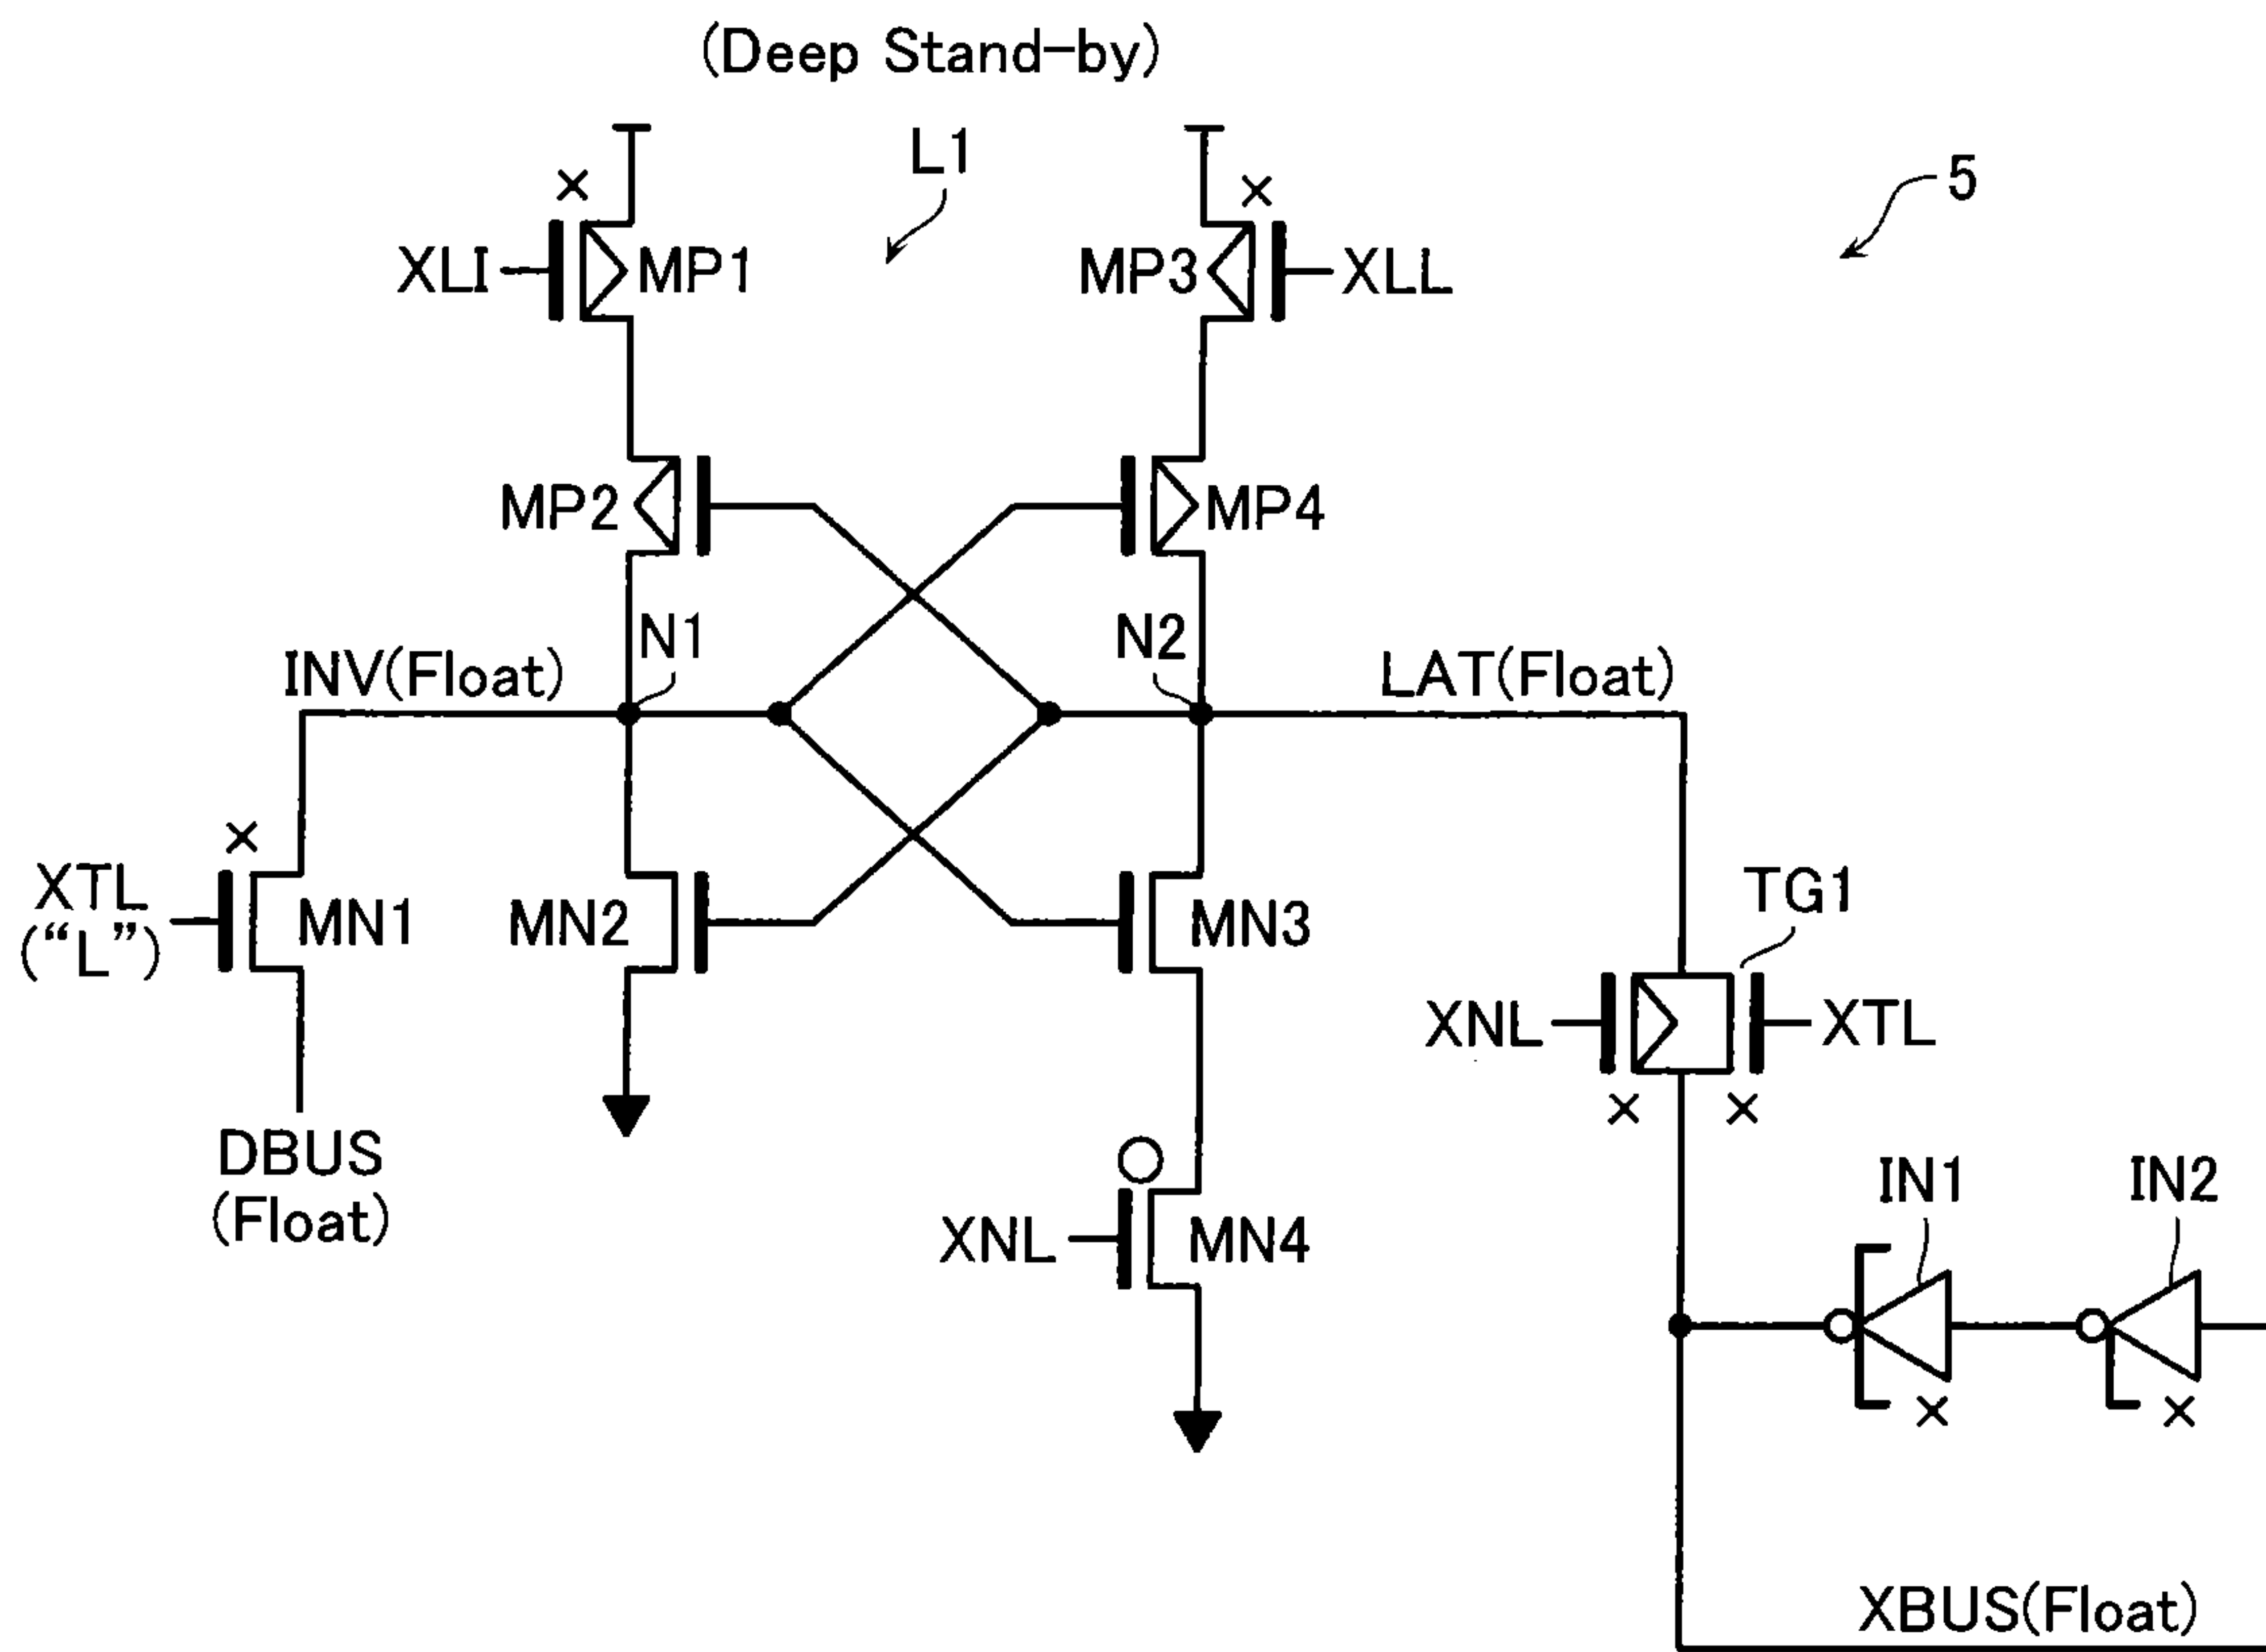 (Deep Stand-by)
L1
5
×
×
XLI
MP1
MP3
XLL
MP2
MP4
N1
N2
INV(Float)
LAT(Float)
×
XTL
("L")
MN1
MN2
MN3
TG1
XNL
XTL
×
×
DBUS
(Float)
IN1
IN2
XNL
MN4
×
×
XBUS(Float)